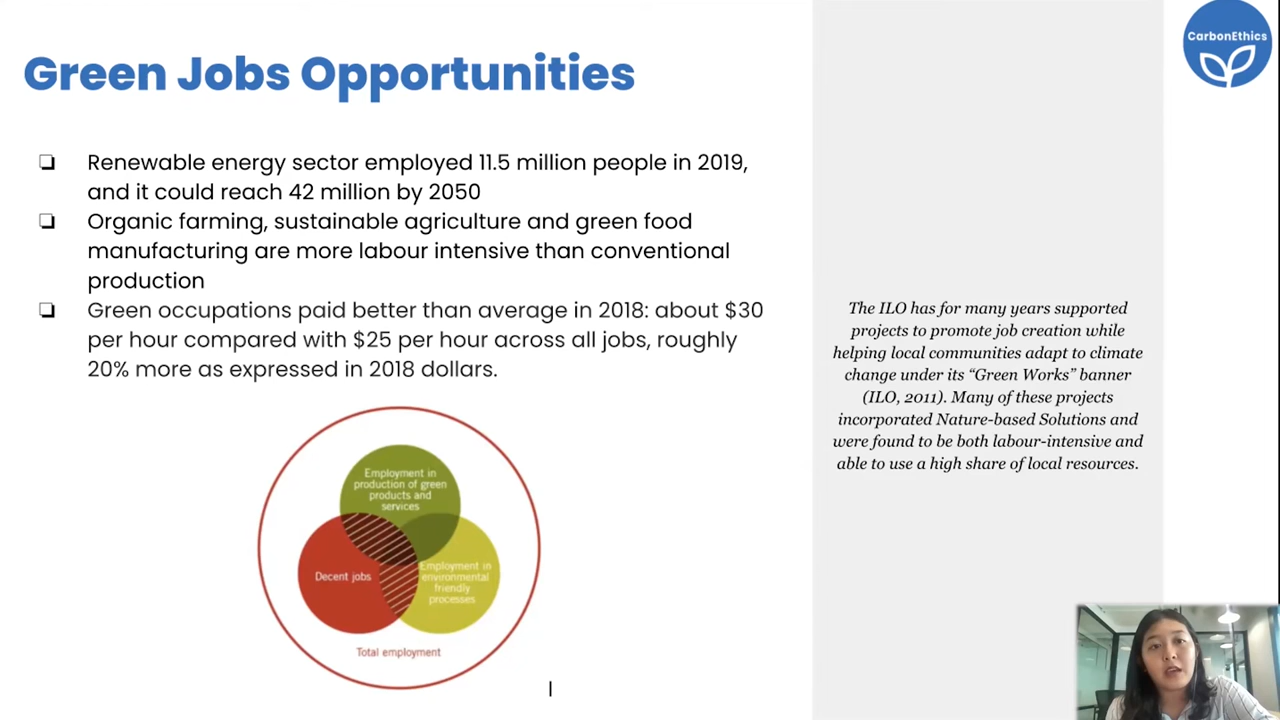 Green Jobs Opportunities
CarbonEthics
Renewable energy sector employed 11.5 million people in 2019,
and it could reach 42 million by 2050
Organic farming, sustainable agriculture and green food
manufacturing are more labour intensive than conventional
production
Green occupations paid better than average in 2018: about $30
per hour compared with $25 per hour across all jobs, roughly
20% more as expressed in 2018 dollars.
Employment in
production of green
products and
services
Decent jobs
Employment in
environmental
friendly
processes
Total employment
The ILO has for many years supported
projects to promote job creation while
helping local communities adapt to climate
change under its “Green Works” banner
(ILO, 2011). Many of these projects
incorporated Nature-based Solutions and
were found to be both labour-intensive and
able to use a high share of local resources.